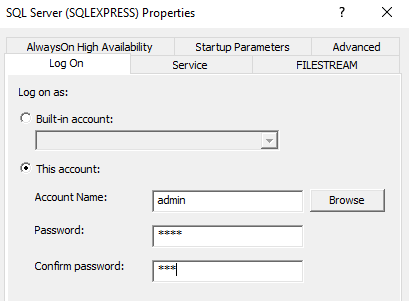 SQL Server (SQLEXPRESS) Properties ? ×
AlwaysOn High Availability Startup Parameters Advanced
Log On Service FILESTREAM
Log on as:
Built-in account:
This account:
Account Name: admin Browse
Password: ****
Confirm password: ***